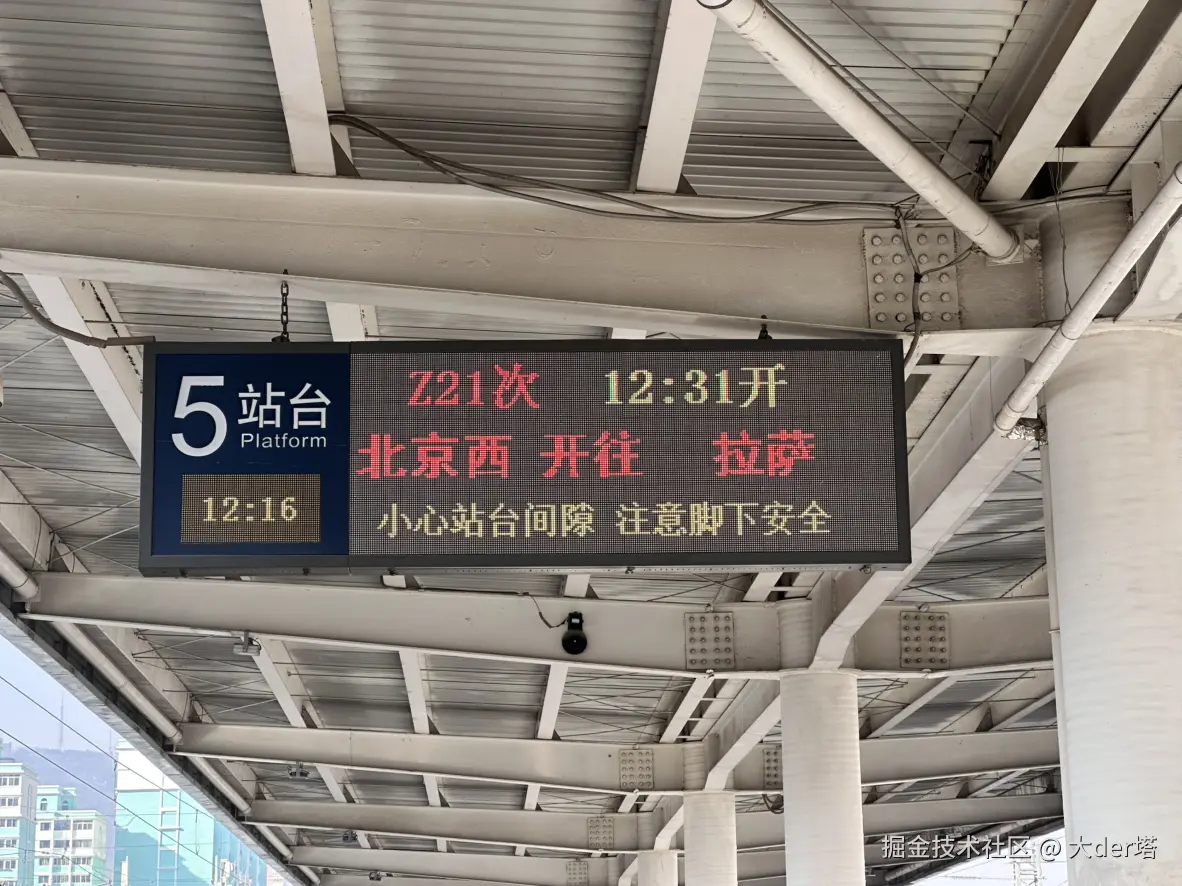 5 站台
Platform
12:16
Z21次 12:31开
北京西 开往 拉萨
小心站台间隙 注意脚下安全
掘金技术社区 @ 大der塔